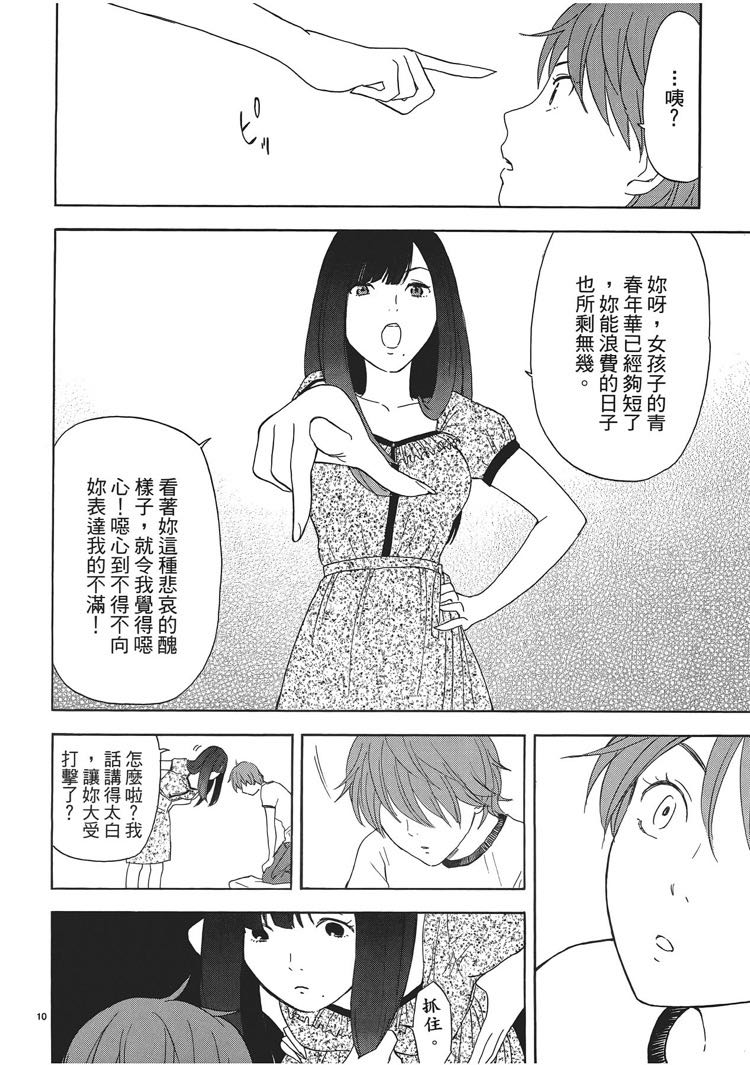 …咦？
ピッ
妳呀，女孩子的青
春年華已經夠短了
，妳能浪費的日子
也所剩無幾。
看著妳這種悲哀的醜
樣子，就令我覺得噁
心！噁心到不得不向
妳表達我的不滿！
怎麼啦？我
話講得太白
，讓妳大受
打擊了？
抓住。
10